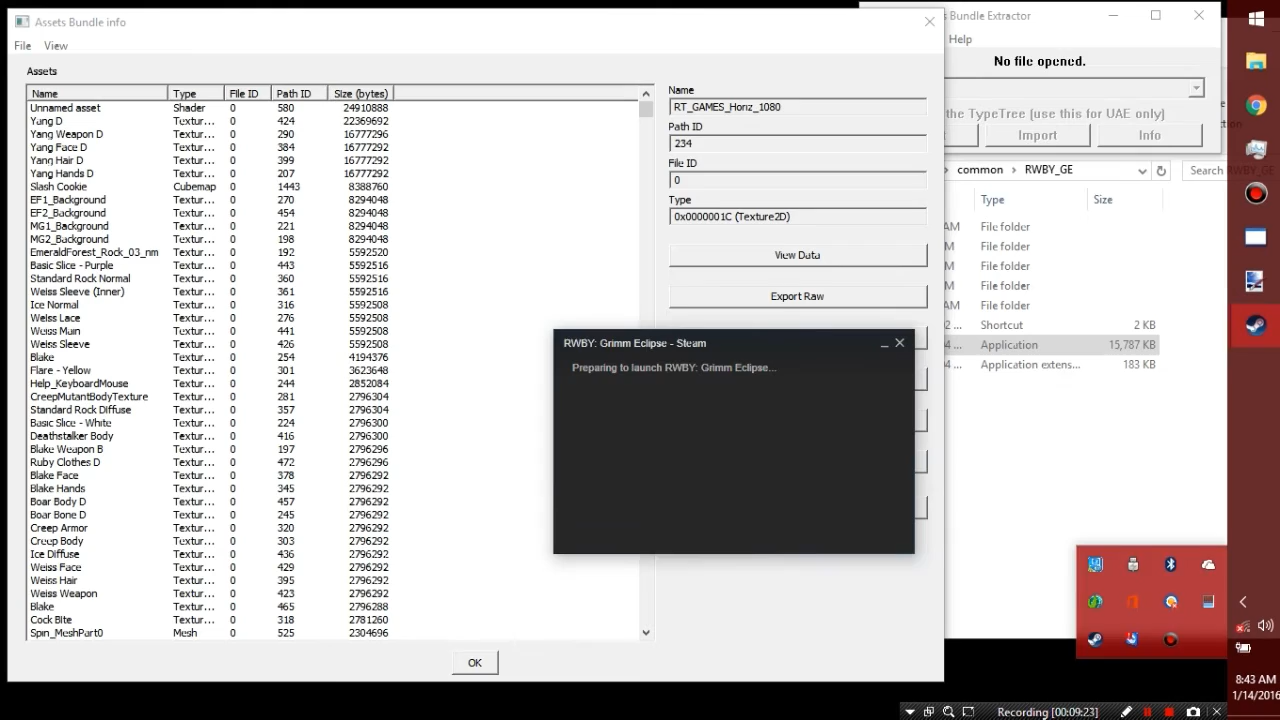 Assets Bundle info
File View
Assets
Name Type File ID Path ID Size (bytes)
Unnamed asset Shader 0 580 24910888
Yung D Textur... 0 424 22369692
Yang Weapon D Textur... 0 290 16777296
Yang Face D Textur... 0 384 16777292
Yang Hair D Textur... 0 399 16777292
Yang Hands D Textur... 0 207 16777292
Slash Cookie Cubemap 0 1443 8388760
EF1_Background Textur... 0 270 8294048
EF2_Background Textur... 0 454 8294048
MG1_Background Textur... 0 221 8294048
MG2_Background Textur... 0 198 8294048
EmeraldForest_Rock_03_nm Textur... 0 192 5592520
Basic Slice - Purple Textur... 0 443 5592516
Standard Rock Normal Textur... 0 360 5592516
Weiss Sleeve (Inner) Textur... 0 361 5592516
Ice Normal Textur... 0 316 5592508
Weiss Lace Textur... 0 276 5592508
Weiss Main Textur... 0 441 5592508
Weiss Sleeve Textur... 0 426 5592508
Blake Textur... 0 254 4194376
Flare - Yellow Textur... 0 301 3623648
Help_KeyboardMouse Textur... 0 244 2852084
CreepMutantBodyTexture Textur... 0 281 2796304
Standard Rock Diffuse Textur... 0 357 2796304
Basic Slice - White Textur... 0 224 2796300
Deathstalker Body Textur... 0 416 2796300
Blake Weapon B Textur... 0 197 2796296
Ruby Clothes D Textur... 0 472 2796296
Blake Face Textur... 0 378 2796292
Blake Hands Textur... 0 345 2796292
Boar Body D Textur... 0 457 2796292
Boar Bone D Textur... 0 245 2796292
Creep Armor Textur... 0 320 2796292
Creep Body Textur... 0 303 2796292
Ice Diffuse Textur... 0 436 2796292
Weiss Face Textur... 0 429 2796292
Weiss Hair Textur... 0 395 2796292
Weiss Weapon Textur... 0 423 2796292
Blake Textur... 0 465 2796288
Cock Bite Textur... 0 318 2781260
Spin_MeshPart0 Mesh 0 525 2304696
OK
Name
RT_GAMES_Horiz_1080
Path ID
234
File ID
0
Type
0x0000001C (Texture2D)
View Data
Export Raw
RWBY: Grimm Eclipse - Steam
Preparing to launch RWBY: Grimm Eclipse...
Bundle Extractor
Help
No file opened.
the TypeTree (use this for UAE only)
Import Info
common RWBY_GE Search RWBY_GE
Type Size
AM File folder
M File folder
M File folder
M File folder
AM File folder
2 ... Shortcut 2 KB
4 ... Application 15,787 KB
4 ... Application extens... 183 KB
8:43 AM
1/14/2016
Recording [00:09:23]